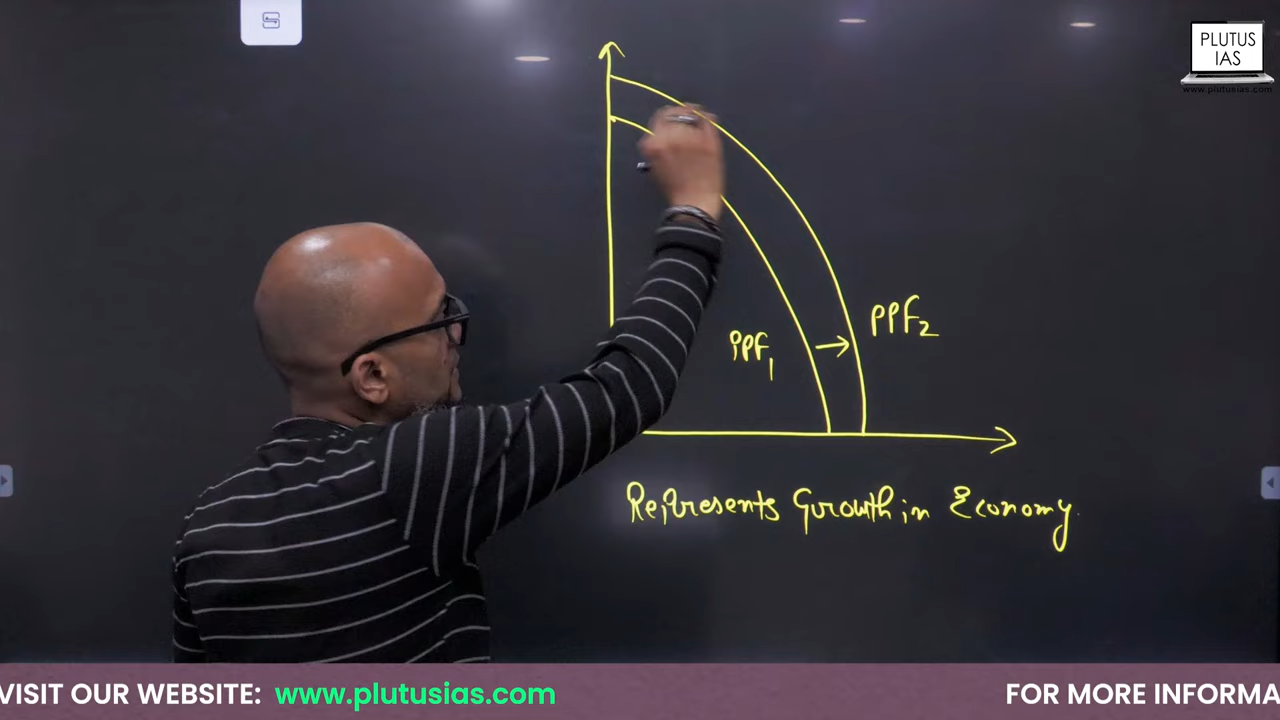 PLUTUS
IAS
www.plutusias.com
PPF2
PPF1
Represents Growth in Economy.
VISIT OUR WEBSITE: www.plutusias.com
FOR MORE INFORMA